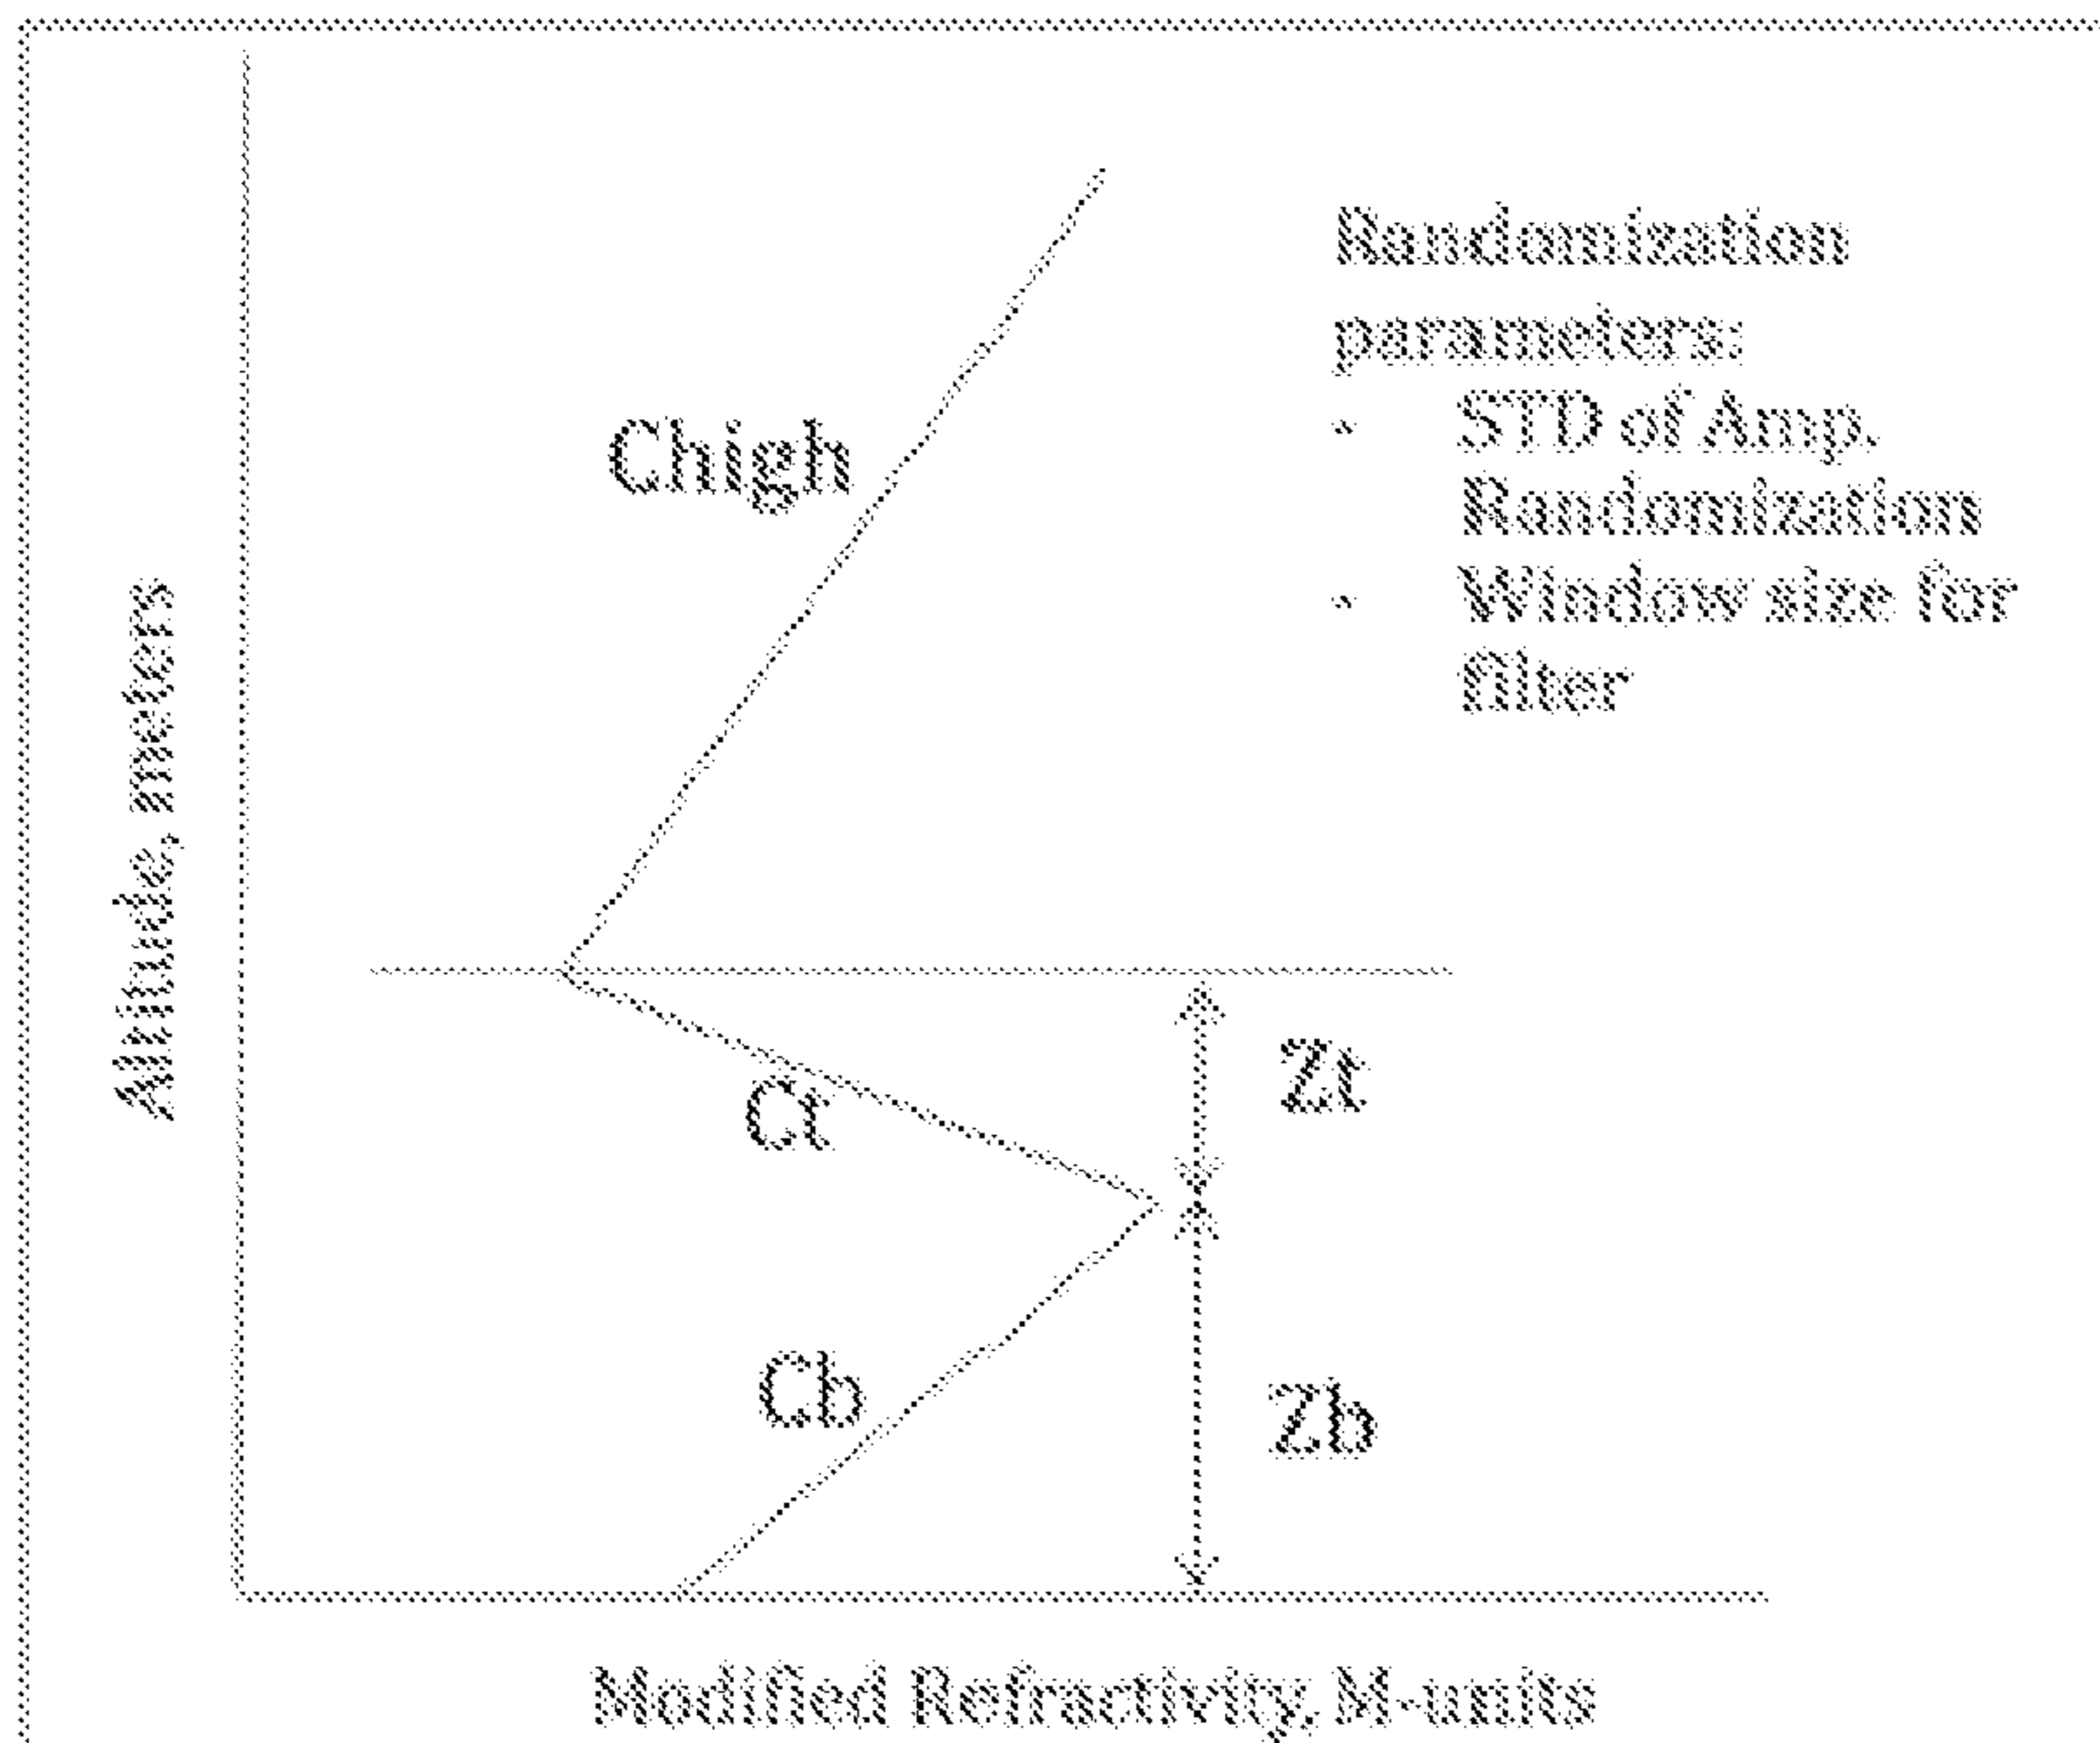 Randomization
parameters:
• STD of Amp.
Randomization
• Window size for
filter
Chigh
Altitude, meters
Zt
Ct
Cb
Zb
Modified Refractivity, M-units